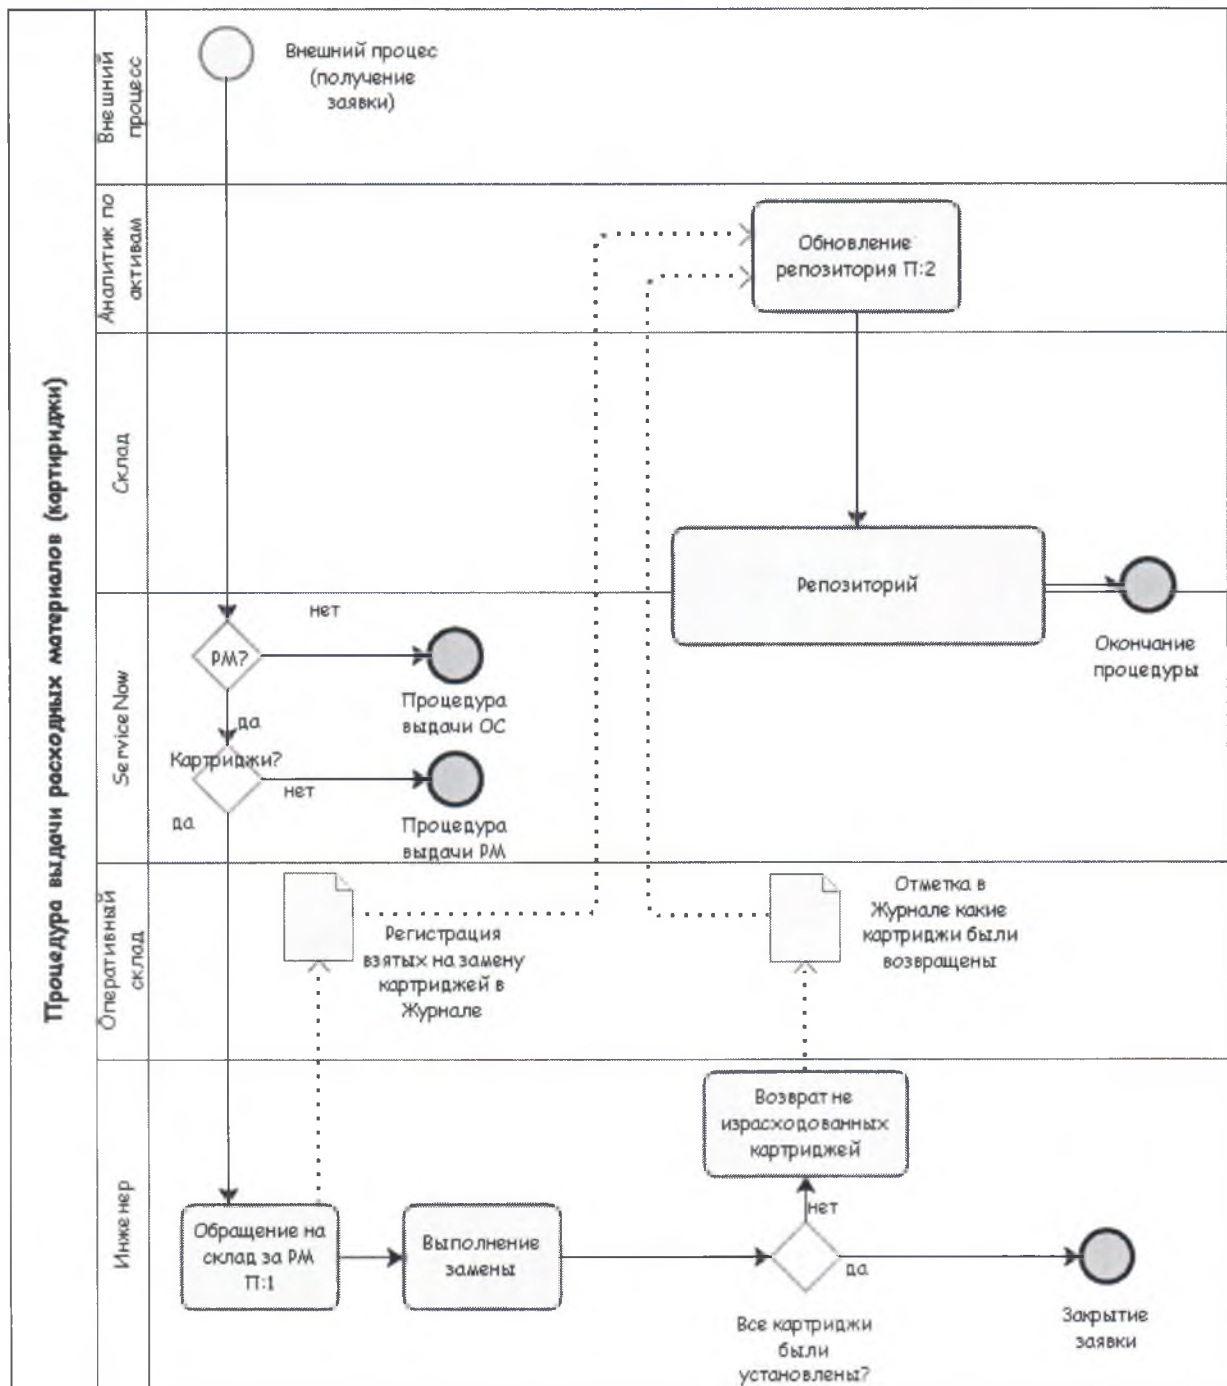 Процедура выдачи расходных материалов (картириджи)
Внешний
процесс
Внешний процес
(получение
заявки)
Аналитик по
активам
Обновление
репозитория П:2
Склад
Репозиторий
Окончание
процедуры
ServiceNow
РМ?
нет
Процедура
выдачи ОС
да
Картриджи?
нет
Процедура
выдачи РМ
да
Оперативный
склад
Регистрация
взятых на замену
картриджей в
Журнале
Отметка в
Журнале какие
картриджи были
возвращены
Инженер
Обращение на
склад за РМ
П:1
Выполнение
замены
Возврат не
израсходованных
картриджей
нет
да
Все картриджи
были
установлены?
Закрытие
заявки